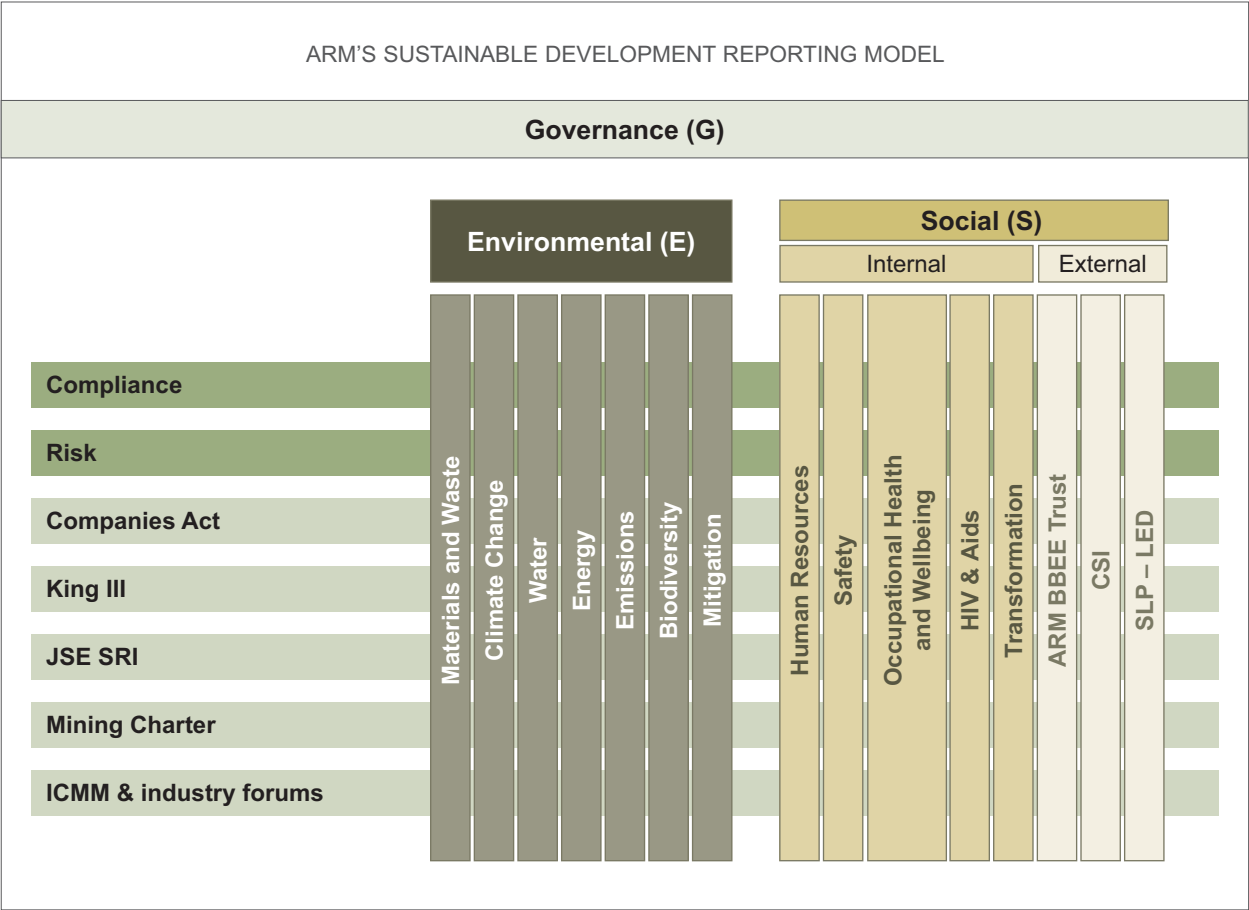 ARM'S SUSTAINABLE DEVELOPMENT REPORTING MODEL
Governance (G)
Environmental (E)
Social (S)
Internal
External
Compliance
Risk
Companies Act
King III
JSE SRI
Mining Charter
ICMM & industry forums
Materials and Waste
Climate Change
Water
Energy
Emissions
Biodiversity
Mitigation
Human Resources
Safety
Occupational Health
and Wellbeing
HIV & Aids
Transformation
ARM BBEE Trust
CSI
SLP – LED